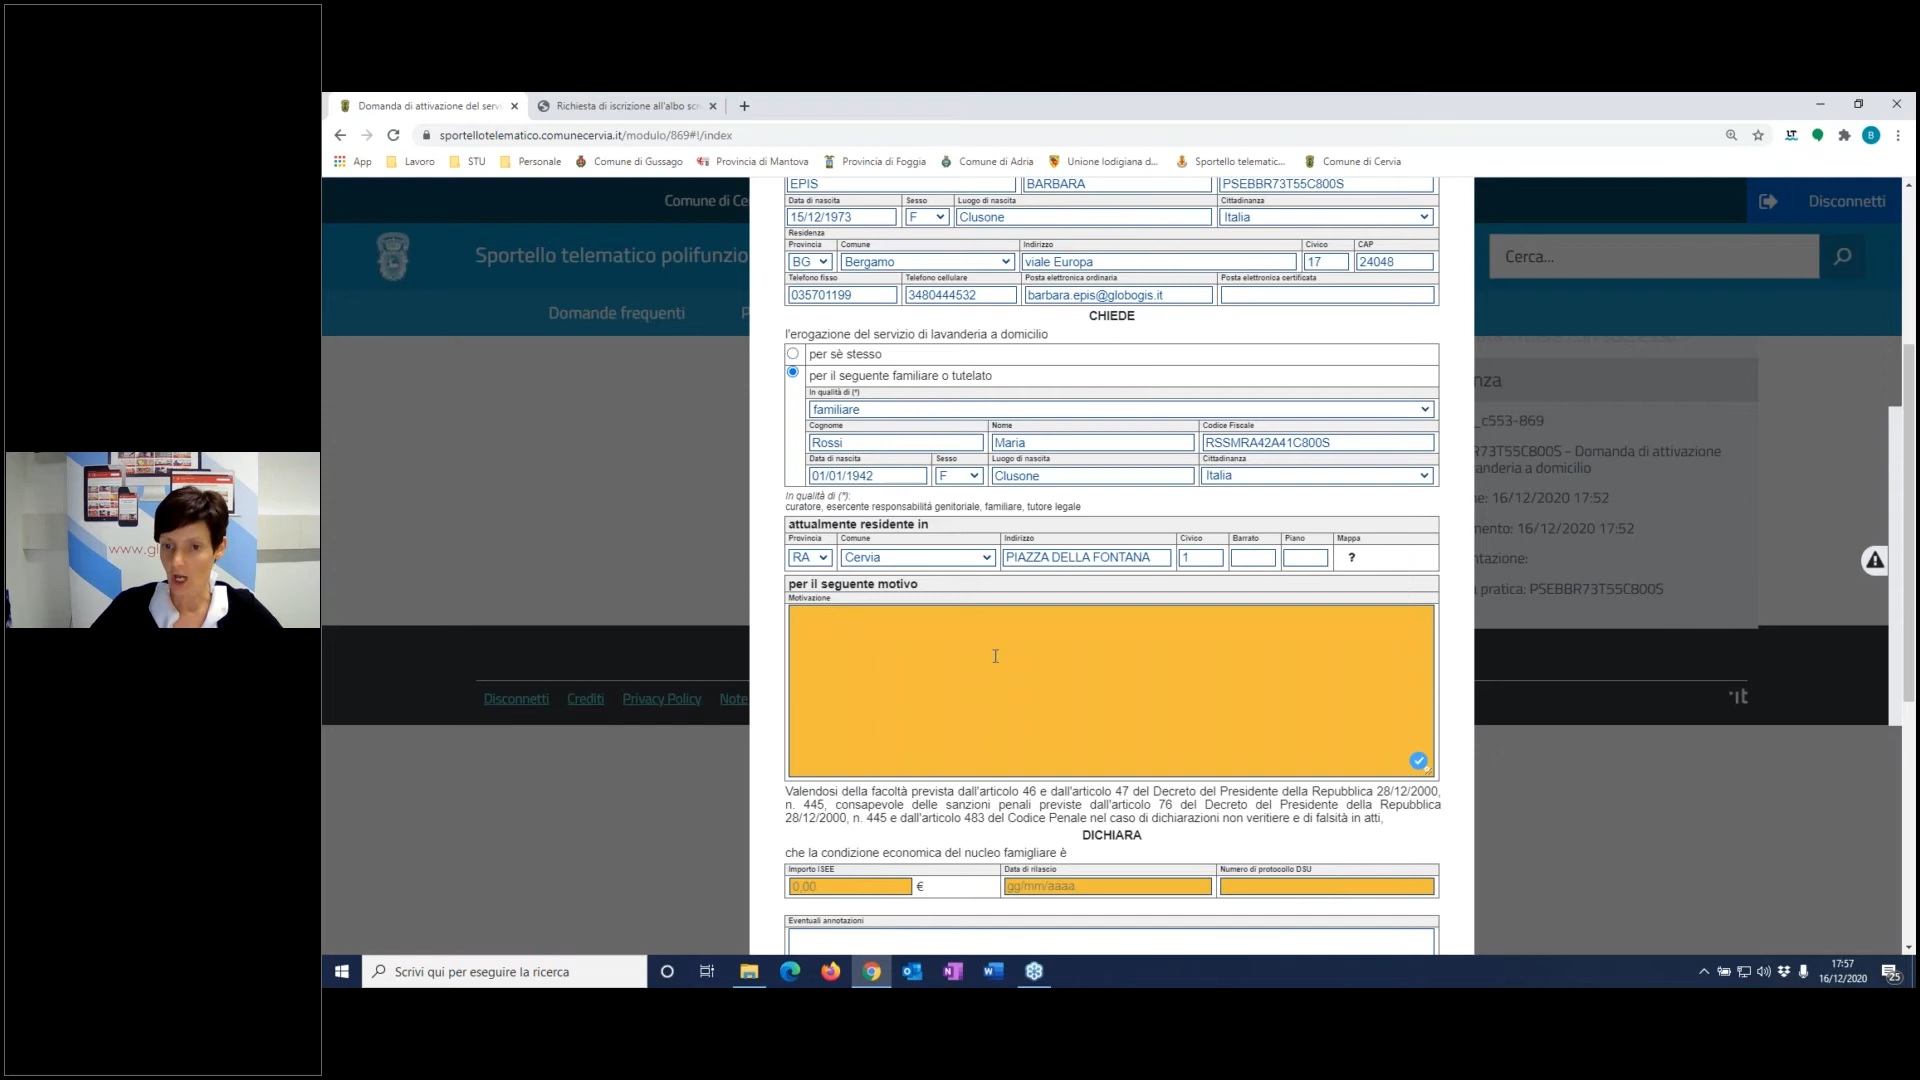 Domanda di attivazione del serv
Richiesta di iscrizione all'albo scr
sportellotelematico.comunecervia.it/modulo/869#!/index
App Lavoro STU Personale Comune di Gussago Provincia di Mantova Provincia di Foggia Comune di Adria Unione lodigiana d... Sportello telematic... Comune di Cervia
Comune di Ce
Disconnetti
Sportello telematico polifunzio
Cerca...
Domande frequenti P
EPIS BARBARA PSEBBR73T55C800S
Data di nascita Sesso Luogo di nascita Cittadinanza
15/12/1973 F Clusone Italia
Residenza
Provincia Comune Indirizzo Civico CAP
BG Bergamo viale Europa 17 24048
Telefono fisso Telefono cellulare Posta elettronica ordinaria Posta elettronica certificata
035701199 3480444532 barbara.epis@globogis.it
CHIEDE
l'erogazione del servizio di lavanderia a domicilio
per sè stesso
per il seguente familiare o tutelato
In qualità di (*)
familiare
Cognome Nome Codice Fiscale
Rossi Maria RSSMRA42A41C800S
Data di nascita Sesso Luogo di nascita Cittadinanza
01/01/1942 F Clusone Italia
In qualità di (*):
curatore, esercente responsabilità genitoriale, familiare, tutore legale
attualmente residente in
Provincia Comune Indirizzo Civico Barrato Piano Mappa
RA Cervia PIAZZA DELLA FONTANA 1 ?
per il seguente motivo
Motivazione
Valendosi della facoltà prevista dall'articolo 46 e dall'articolo 47 del Decreto del Presidente della Repubblica 28/12/2000,
n. 445, consapevole delle sanzioni penali previste dall'articolo 76 del Decreto del Presidente della Repubblica
28/12/2000, n. 445 e dall'articolo 483 del Codice Penale nel caso di dichiarazioni non veritiere e di falsità in atti,
DICHIARA
che la condizione economica del nucleo famigliare è
Importo ISEE Data di rilascio Numero di protocollo DSU
0,00 € gg/mm/aaaa
Eventuali annotazioni
nza
_c553-869
R73T55C800S - Domanda di attivazione
anderia a domicilio
ne: 16/12/2020 17:52
mento: 16/12/2020 17:52
ntazione:
a pratica: PSEBBR73T55C800S
Disconnetti Crediti Privacy Policy Note
'it
www.gl
Scrivi qui per eseguire la ricerca
17:57
16/12/2020
25